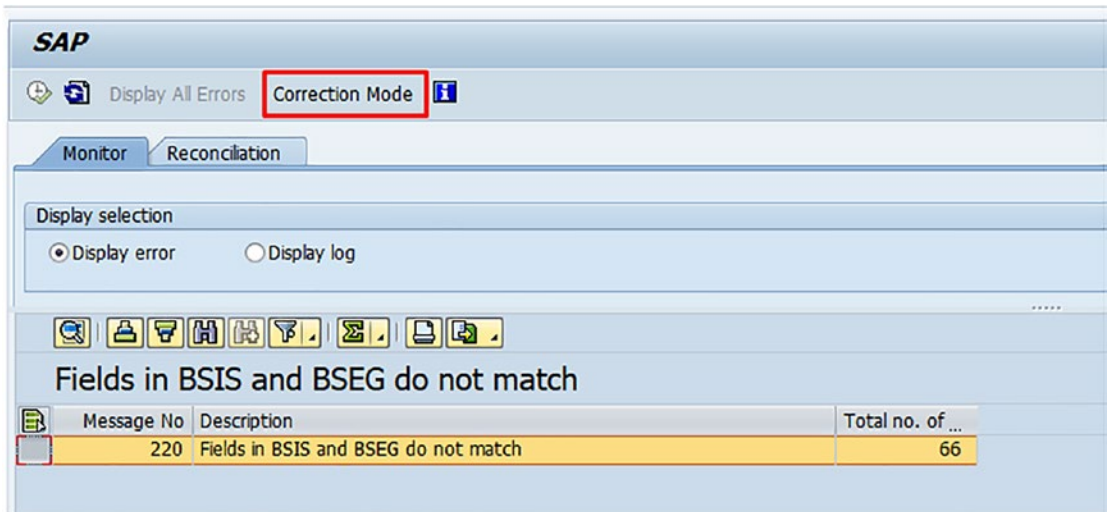 SAP
Display All Errors Correction Mode
Monitor Reconciliation
Display selection
Display error Display log
Fields in BSIS and BSEG do not match
Message No Description Total no. of ...
220 Fields in BSIS and BSEG do not match 66